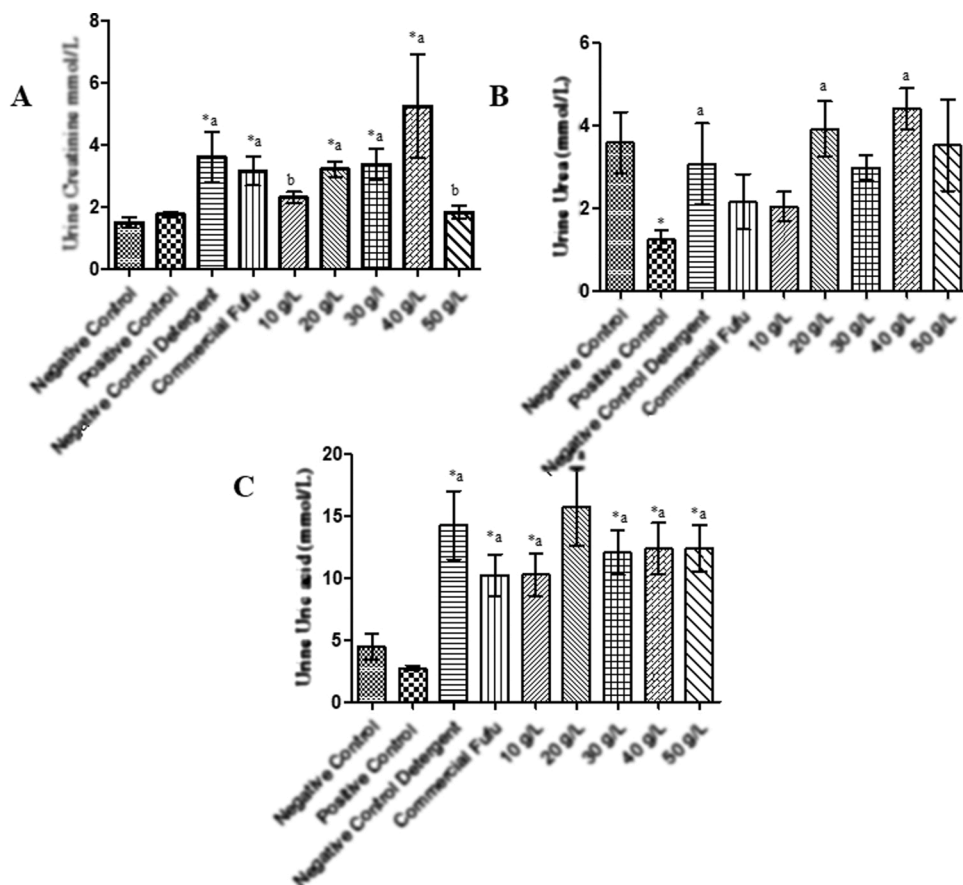 A
Urine Creatinine mmol/L
8
6
4
2
0
*a
*a
b
*a
*a
*a
b
Negative Control
Positive Control
Negative Control Detergent
Commercial Fufu
10 g/L
20 g/L
30 g/l
40 g/L
50 g/L
B
Urine Urea (mmol/L)
6
4
2
0
*
a
a
a
Negative Control
Positive Control
Negative Control Detergent
Commercial Fufu
10 g/L
20 g/L
30 g/L
40 g/L
50 g/L
C
Urine Uric acid (mmol/L)
20
15
10
5
0
*a
*a
*a
*a
*a
*a
Negative Control
Positive Control
Negative Control Detergent
Commercial Fufu
10 g/L
20 g/L
30 g/L
40 g/L
50 g/L